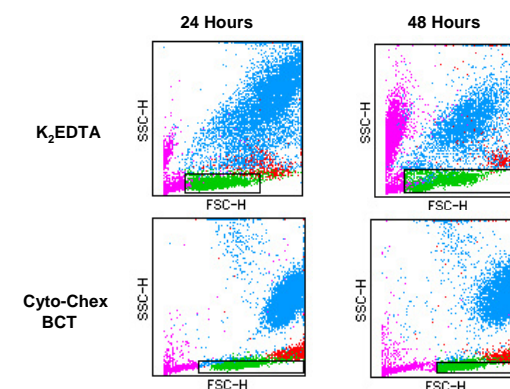 24 Hours 48 Hours
SSC-H SSC-H
K₂EDTA
FSC-H FSC-H
SSC-H SSC-H
Cyto-Chex
BCT
FSC-H FSC-H